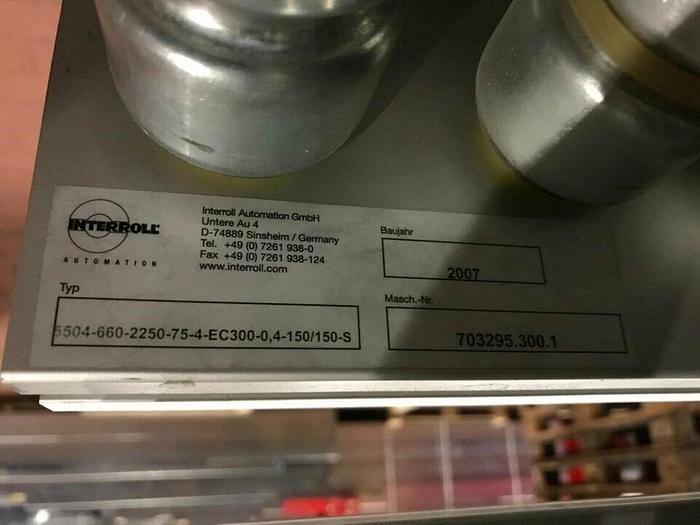 INTERROLL
AUTOMATION
Interroll Automation GmbH
Untere Au 4
D-74889 Sinsheim / Germany
Tel. +49 (0) 7261 938-0
Fax +49 (0) 7261 938-124
www.interroll.com
Baujahr
2007
Typ
5504-660-2250-75-4-EC300-0,4-150/150-S
Masch.-Nr.
703295.300.1